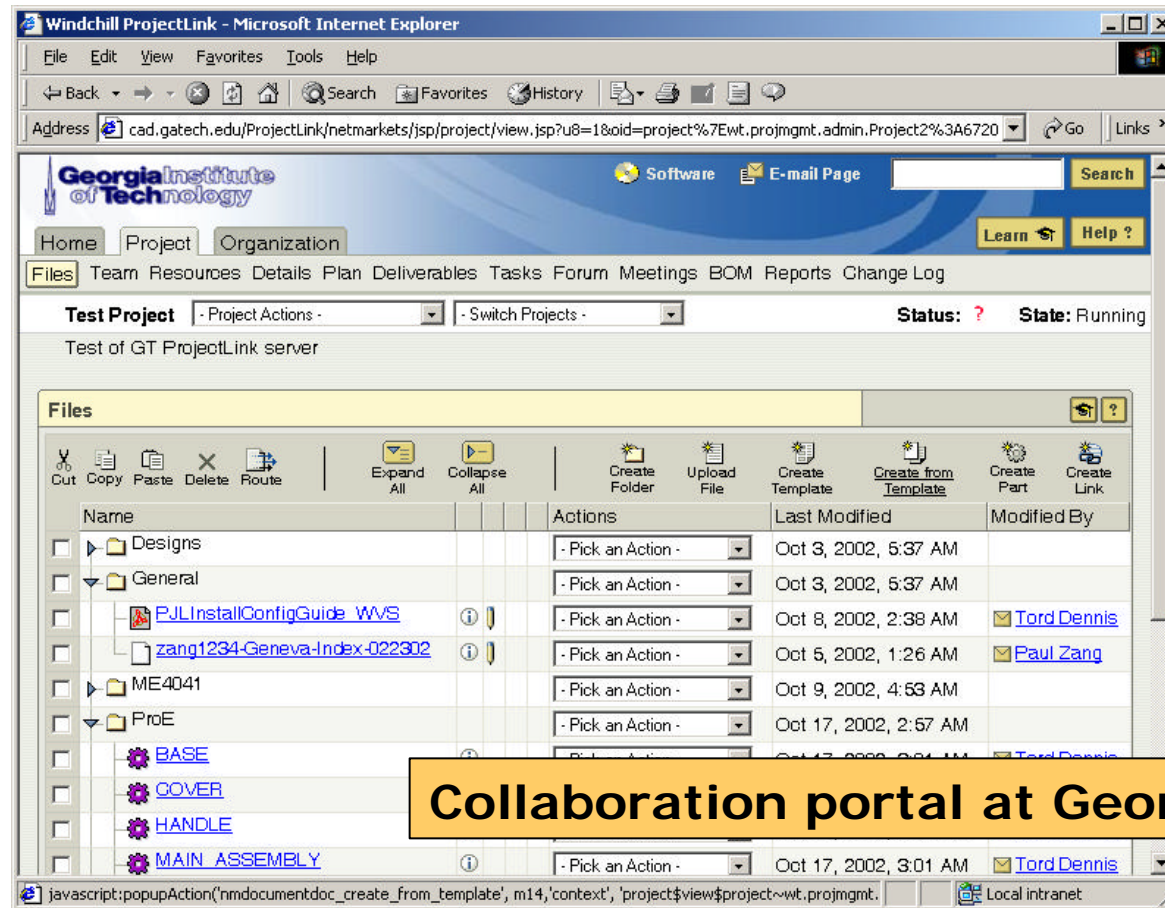 Windchill ProjectLink - Microsoft Internet Explorer
File Edit View Favorites Tools Help
Back Search Favorites History
Address cad.gatech.edu/ProjectLink/netmarkets/jsp/project/view.jsp?u8=1&oid=project%7Ewt.projmgmt.admin.Project2%3A6720 Go Links
Georgia Institute
of Technology
Software E-mail Page Search
Home Project Organization Learn Help ?
Files Team Resources Details Plan Deliverables Tasks Forum Meetings BOM Reports Change Log
Test Project - Project Actions - - Switch Projects - Status: ? State: Running
Test of GT ProjectLink server
Files ?
Cut Copy Paste Delete Route Expand All Collapse All Create Folder Upload File Create Template Create from Template Create Part Create Link
Name Actions Last Modified Modified By
Designs - Pick an Action - Oct 3, 2002, 5:37 AM
General - Pick an Action - Oct 3, 2002, 5:37 AM
PJLInstallConfigGuide_WVS - Pick an Action - Oct 8, 2002, 2:38 AM Tord Dennis
zang1234-Geneva-Index-022302 - Pick an Action - Oct 5, 2002, 1:26 AM Paul Zang
ME4041 - Pick an Action - Oct 9, 2002, 4:53 AM
ProE - Pick an Action - Oct 17, 2002, 2:57 AM
BASE
COVER
Collaboration portal at Geor
HANDLE
MAIN_ASSEMBLY - Pick an Action - Oct 17, 2002, 3:01 AM Tord Dennis
javascript:popupAction('nmdocumentdoc_create_from_template', m14,'context', 'project$view$project~wt.projmgmt. Local intranet